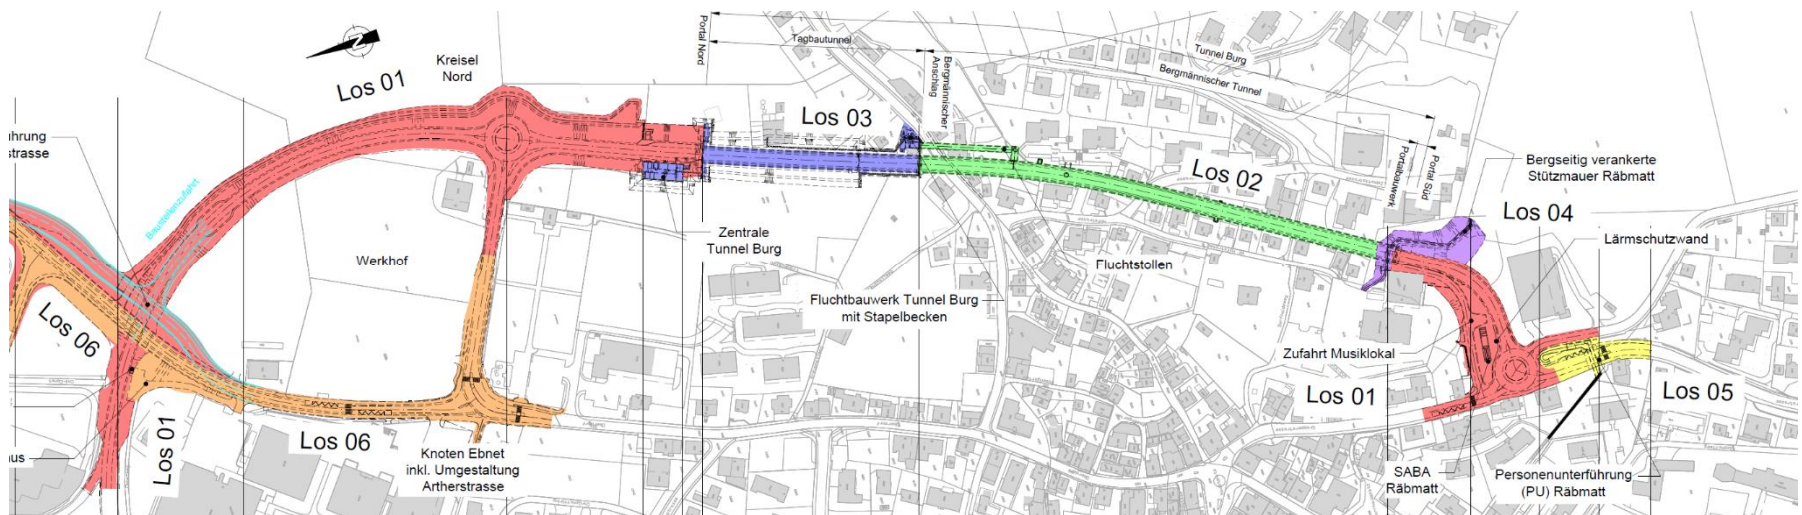 N
Los 01
Kreisel
Nord
Portal Nord
Tagbautunnel
Los 03
Bergmännischer
Anschlag
Tunnel Burg
Bergmännischer Tunnel
Los 02
Portalbauwerk
Portal Süd
Bergseitig verankerte
Stützmauer Räbmatt
Los 04
Lärmschutzwand
ührung
strasse
Baustellenzufahrt
Werkhof
Zentrale
Tunnel Burg
Fluchtstollen
Fluchtbauwerk Tunnel Burg
mit Stapelbecken
Zufahrt Musiklokal
Los 06
Los 01
Los 05
Los 01
Los 06
aus
Knoten Ebnet
inkl. Umgestaltung
Artherstrasse
SABA
Räbmatt
Personenunterführung
(PU) Räbmatt